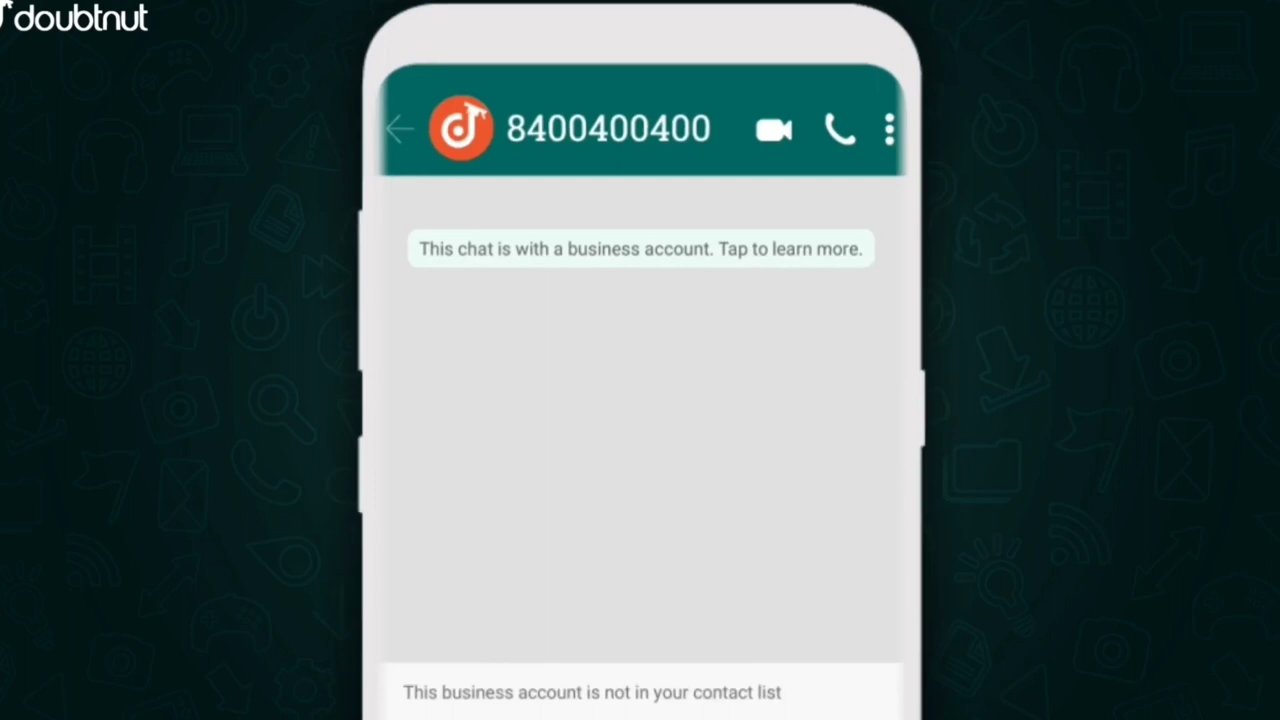 doubtnut
8400400400
This chat is with a business account. Tap to learn more.
This business account is not in your contact list